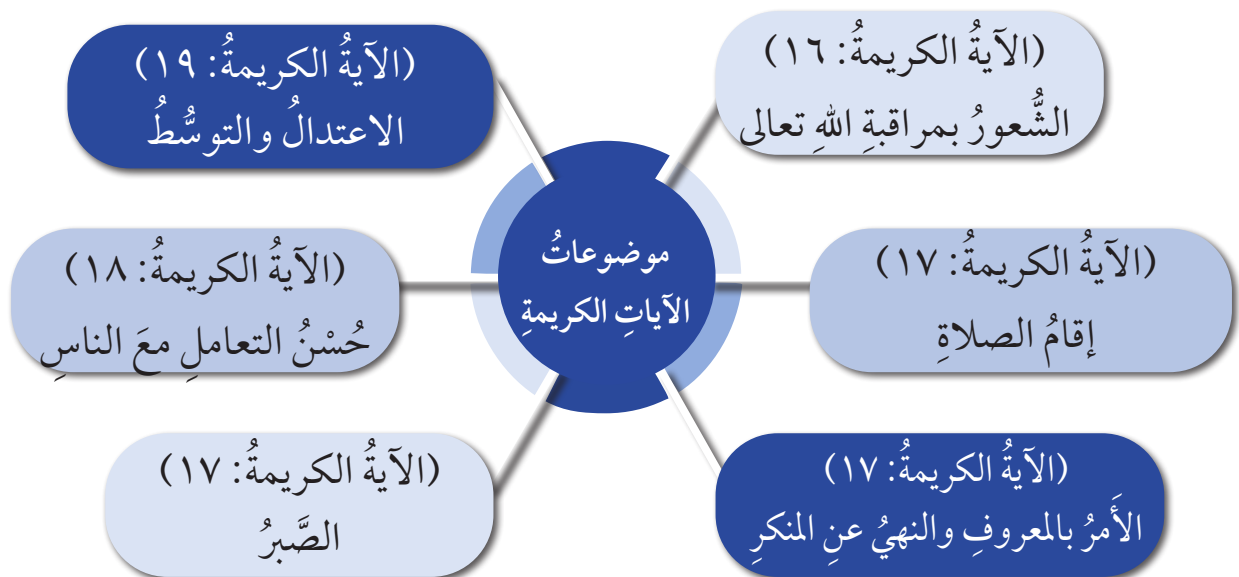 موضوعاتُ
الآياتِ الكريمةِ
(الآيةُ الكريمةُ: ١٦)
الشُّعورُ بمراقبةِ اللهِ تعالى
(الآيةُ الكريمةُ: ١٧)
إقامُ الصلاةِ
(الآيةُ الكريمةُ: ١٧)
الأَمرُ بالمعروفِ والنهيُ عنِ المنكرِ
(الآيةُ الكريمةُ: ١٧)
الصَّبرُ
(الآيةُ الكريمةُ: ١٨)
حُسْنُ التعاملِ معَ الناسِ
(الآيةُ الكريمةُ: ١٩)
الاعتدالُ والتوسُّطُ